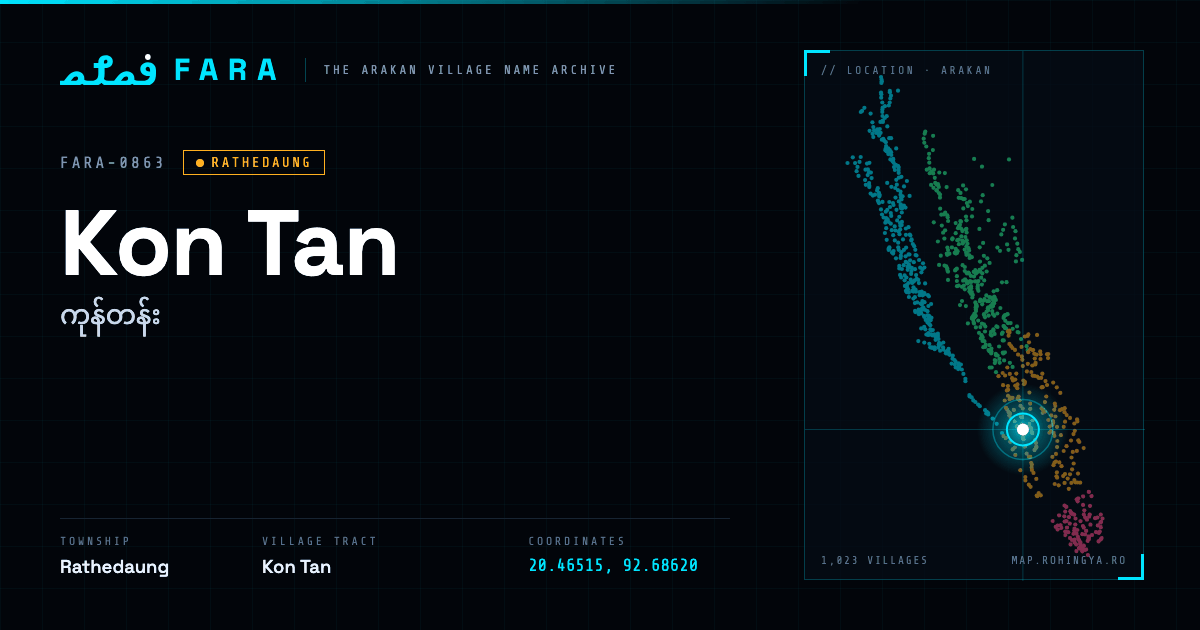 FARA
THE ARAKAN VILLAGE NAME ARCHIVE
FARA-0863
RATHEDAUNG
Kon Tan
ကုန်တန်း
TOWNSHIP
Rathedaung
VILLAGE TRACT
Kon Tan
COORDINATES
20.46515, 92.68620
// LOCATION · ARAKAN
1,023 VILLAGES
MAP.ROHINGYA.RO